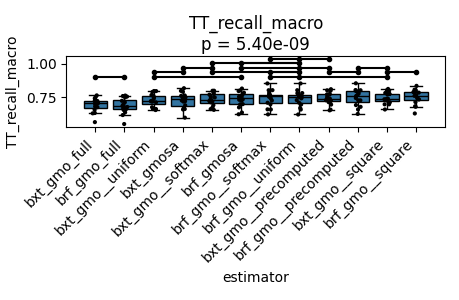 TT_recall_macro
p = 5.40e-09
TT_recall_macro
1.00
0.75
bxt_gmo_full
brf_gmo_full
bxt_gmo__uniform
bxt_gmosa
bxt_gmo__softmax
brf_gmosa
brf_gmo__softmax
brf_gmo__uniform
bxt_gmo__precomputed
brf_gmo__precomputed
bxt_gmo__square
brf_gmo__square
estimator